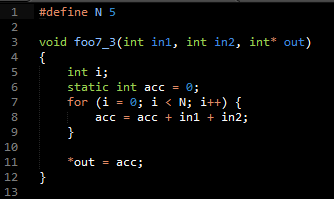 1 #define N 5
2
3 void foo7_3(int in1, int in2, int* out)
4 {
5     int i;
6     static int acc = 0;
7     for (i = 0; i < N; i++) {
8         acc = acc + in1 + in2;
9     }
10
11     *out = acc;
12 }
13